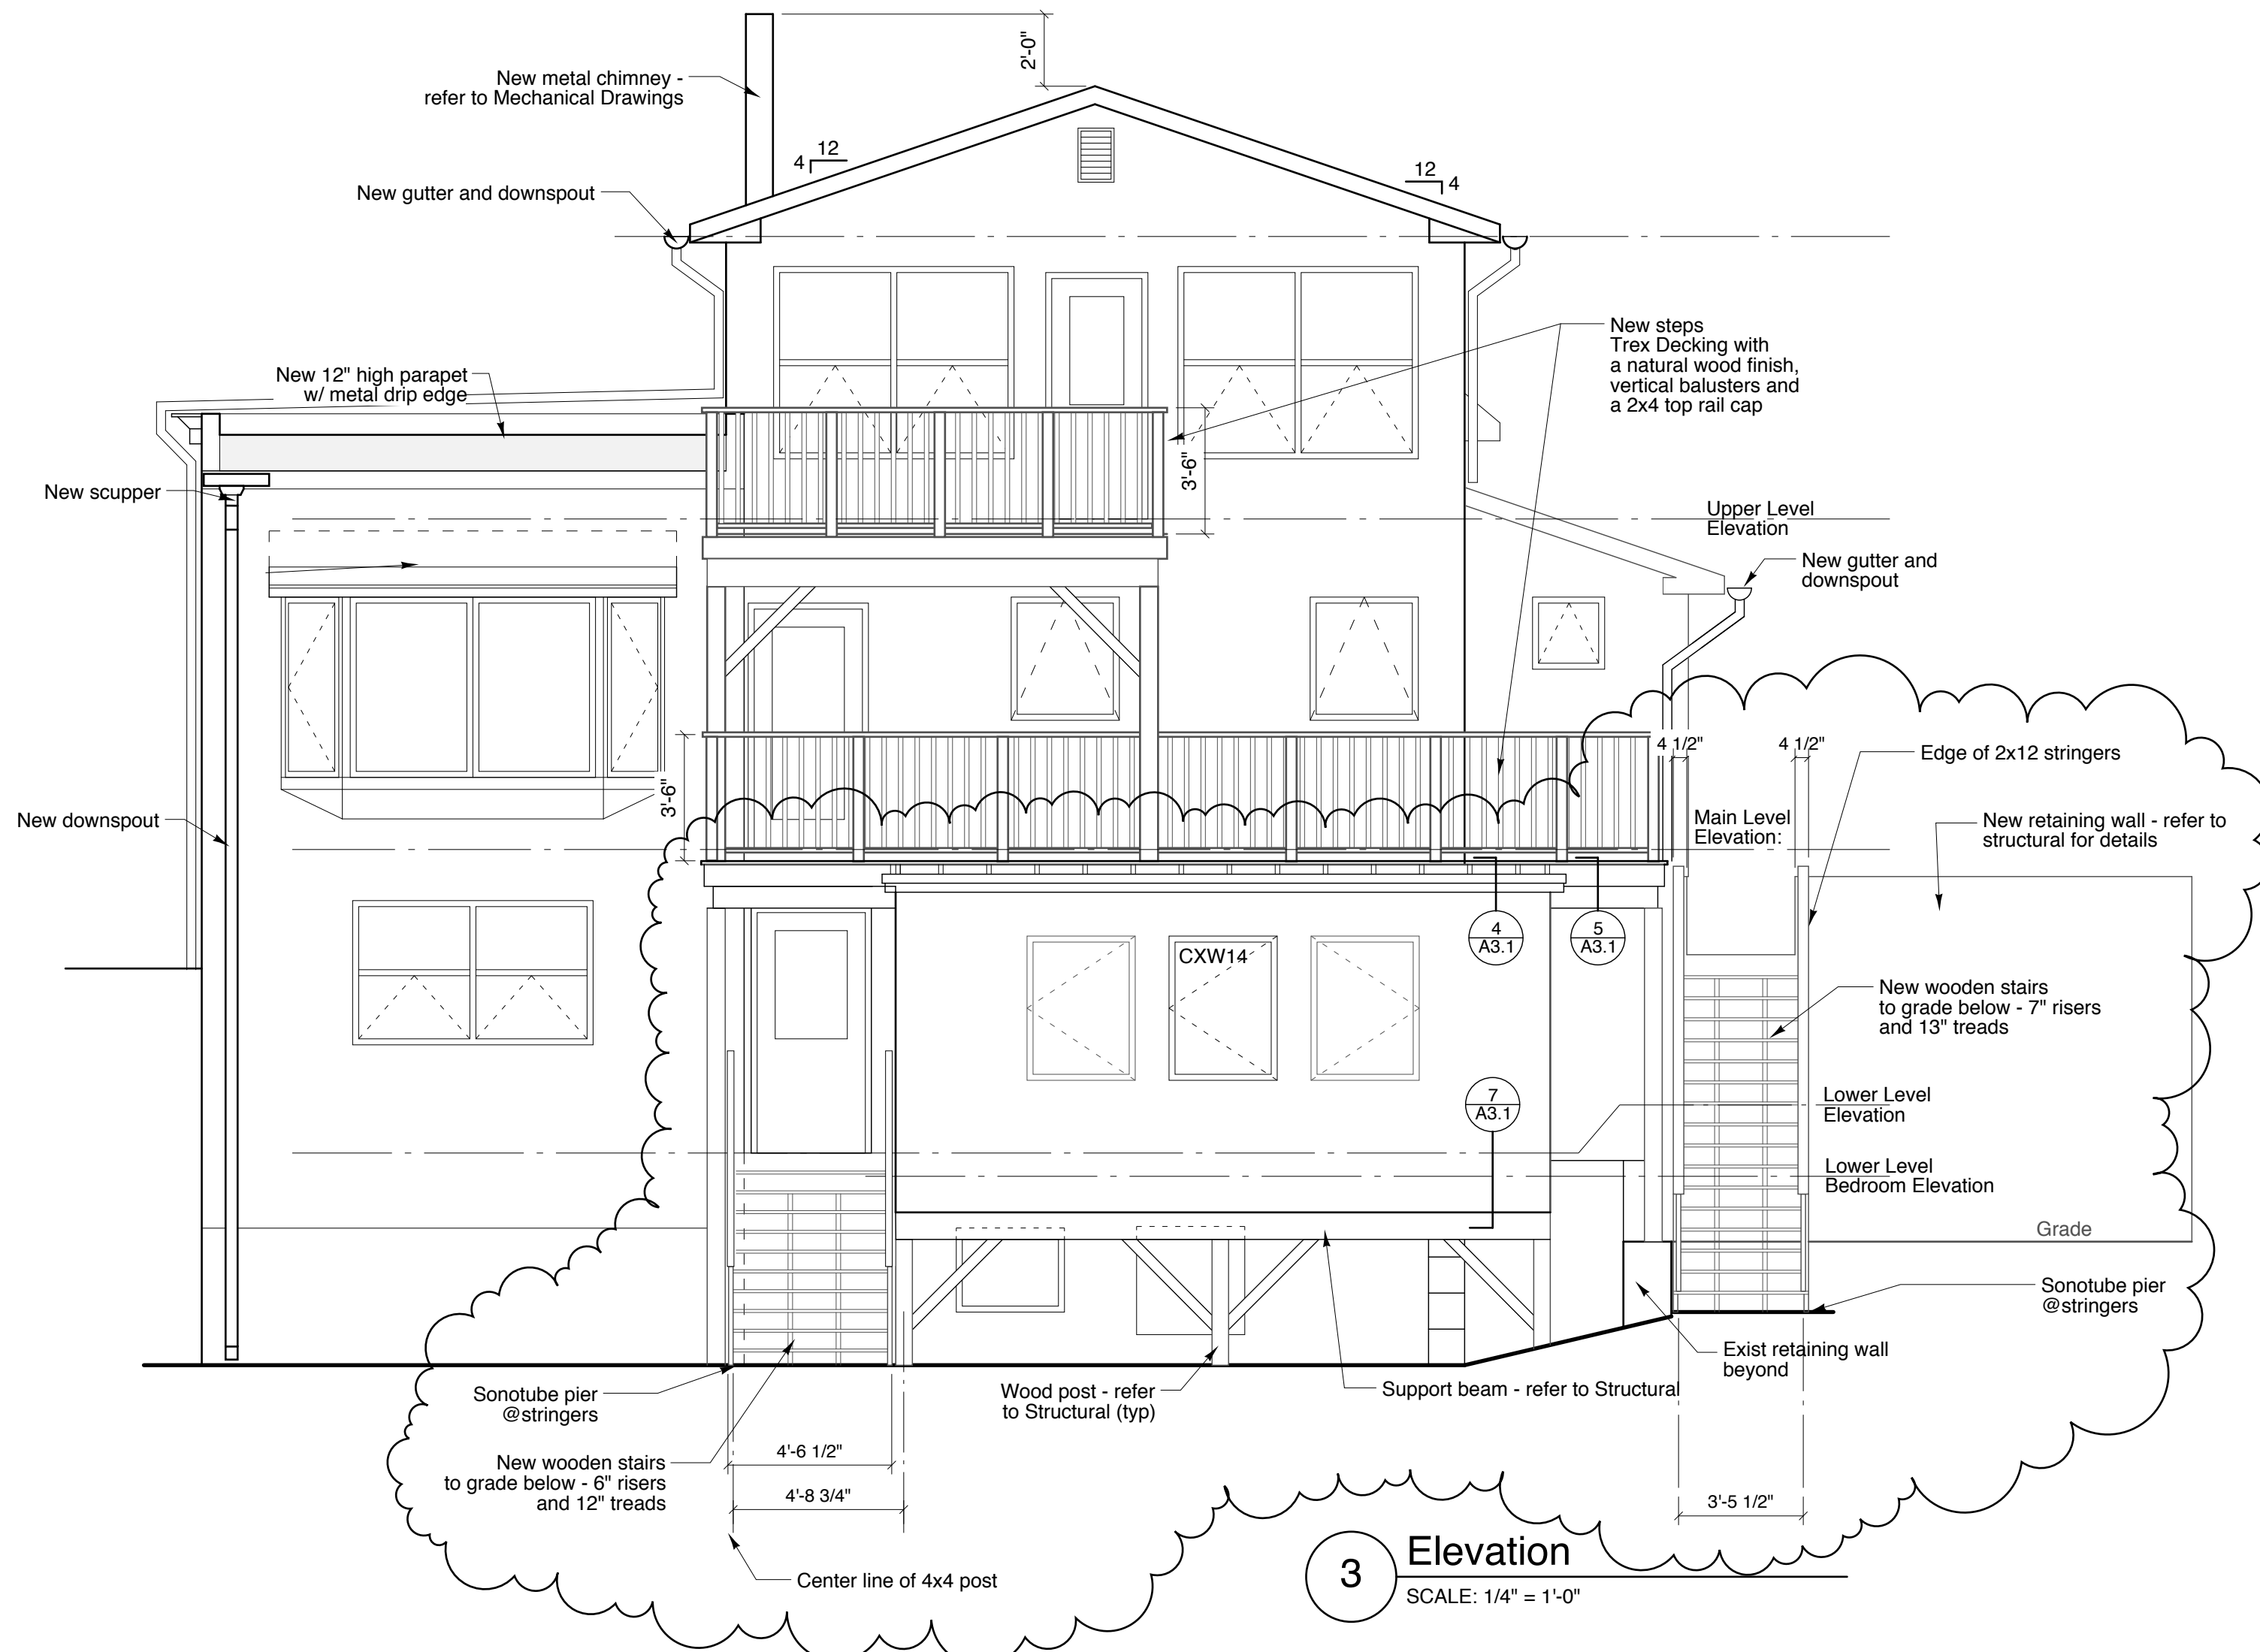 2'-0"
New metal chimney -
refer to Mechanical Drawings
12
4
12
4
New gutter and downspout
New steps
Trex Decking with
a natural wood finish,
vertical balusters and
a 2x4 top rail cap
New 12" high parapet
w/ metal drip edge
3'-6"
New scupper
Upper Level
Elevation
New gutter and
downspout
4 1/2"
4 1/2"
Edge of 2x12 stringers
3'-6"
New downspout
Main Level
Elevation:
New retaining wall - refer to
structural for details
4
A3.1
5
A3.1
CXW14
New wooden stairs
to grade below - 7" risers
and 13" treads
7
A3.1
Lower Level
Elevation
Lower Level
Bedroom Elevation
Grade
Sonotube pier
@stringers
Exist retaining wall
beyond
Sonotube pier
@stringers
Wood post - refer
to Structural (typ)
Support beam - refer to Structural
4'-6 1/2"
New wooden stairs
to grade below - 6" risers
and 12" treads
4'-8 3/4"
3'-5 1/2"
Center line of 4x4 post
3
Elevation
SCALE: 1/4" = 1'-0"